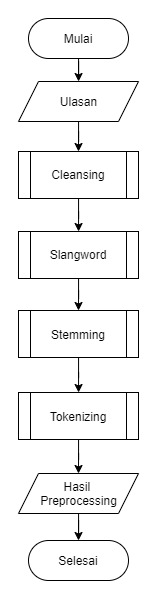 Mulai
Ulasan
Cleansing
Slangword
Stemming
Tokenizing
Hasil
Preprocessing
Selesai